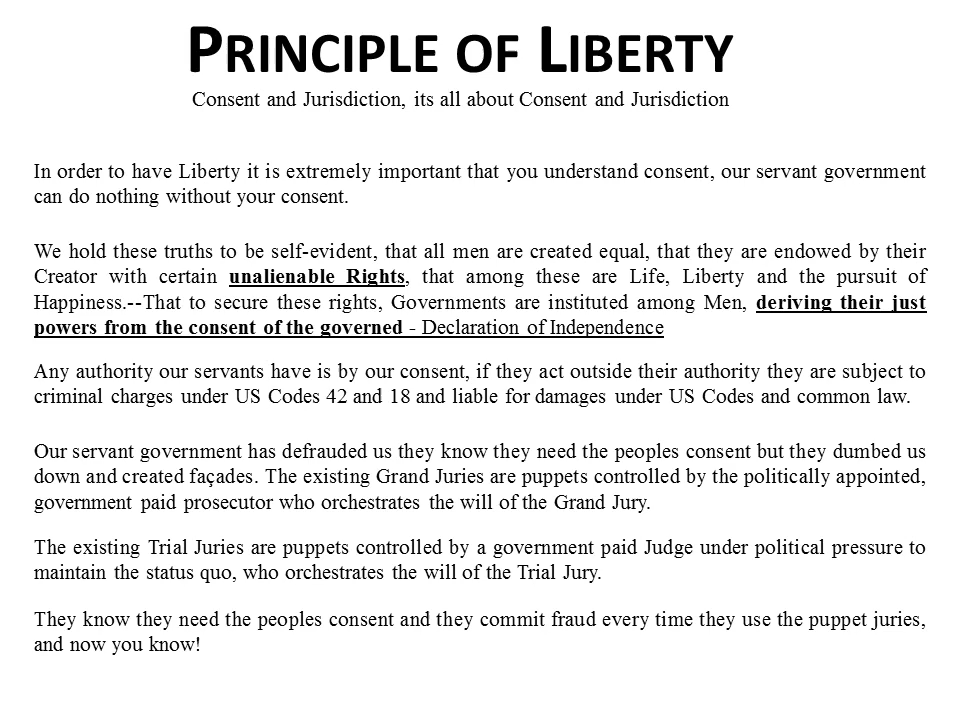 PRINCIPLE OF LIBERTY
Consent and Jurisdiction, its all about Consent and Jurisdiction
In order to have Liberty it is extremely important that you understand consent, our servant government
can do nothing without your consent.
We hold these truths to be self-evident, that all men are created equal, that they are endowed by their
Creator with certain unalienable Rights, that among these are Life, Liberty and the pursuit of
Happiness.--That to secure these rights, Governments are instituted among Men, deriving their just
powers from the consent of the governed - Declaration of Independence
Any authority our servants have is by our consent, if they act outside their authority they are subject to
criminal charges under US Codes 42 and 18 and liable for damages under US Codes and common law.
Our servant government has defrauded us they know they need the peoples consent but they dumbed us
down and created façades. The existing Grand Juries are puppets controlled by the politically appointed,
government paid prosecutor who orchestrates the will of the Grand Jury.
The existing Trial Juries are puppets controlled by a government paid Judge under political pressure to
maintain the status quo, who orchestrates the will of the Trial Jury.
They know they need the peoples consent and they commit fraud every time they use the puppet juries,
and now you know!